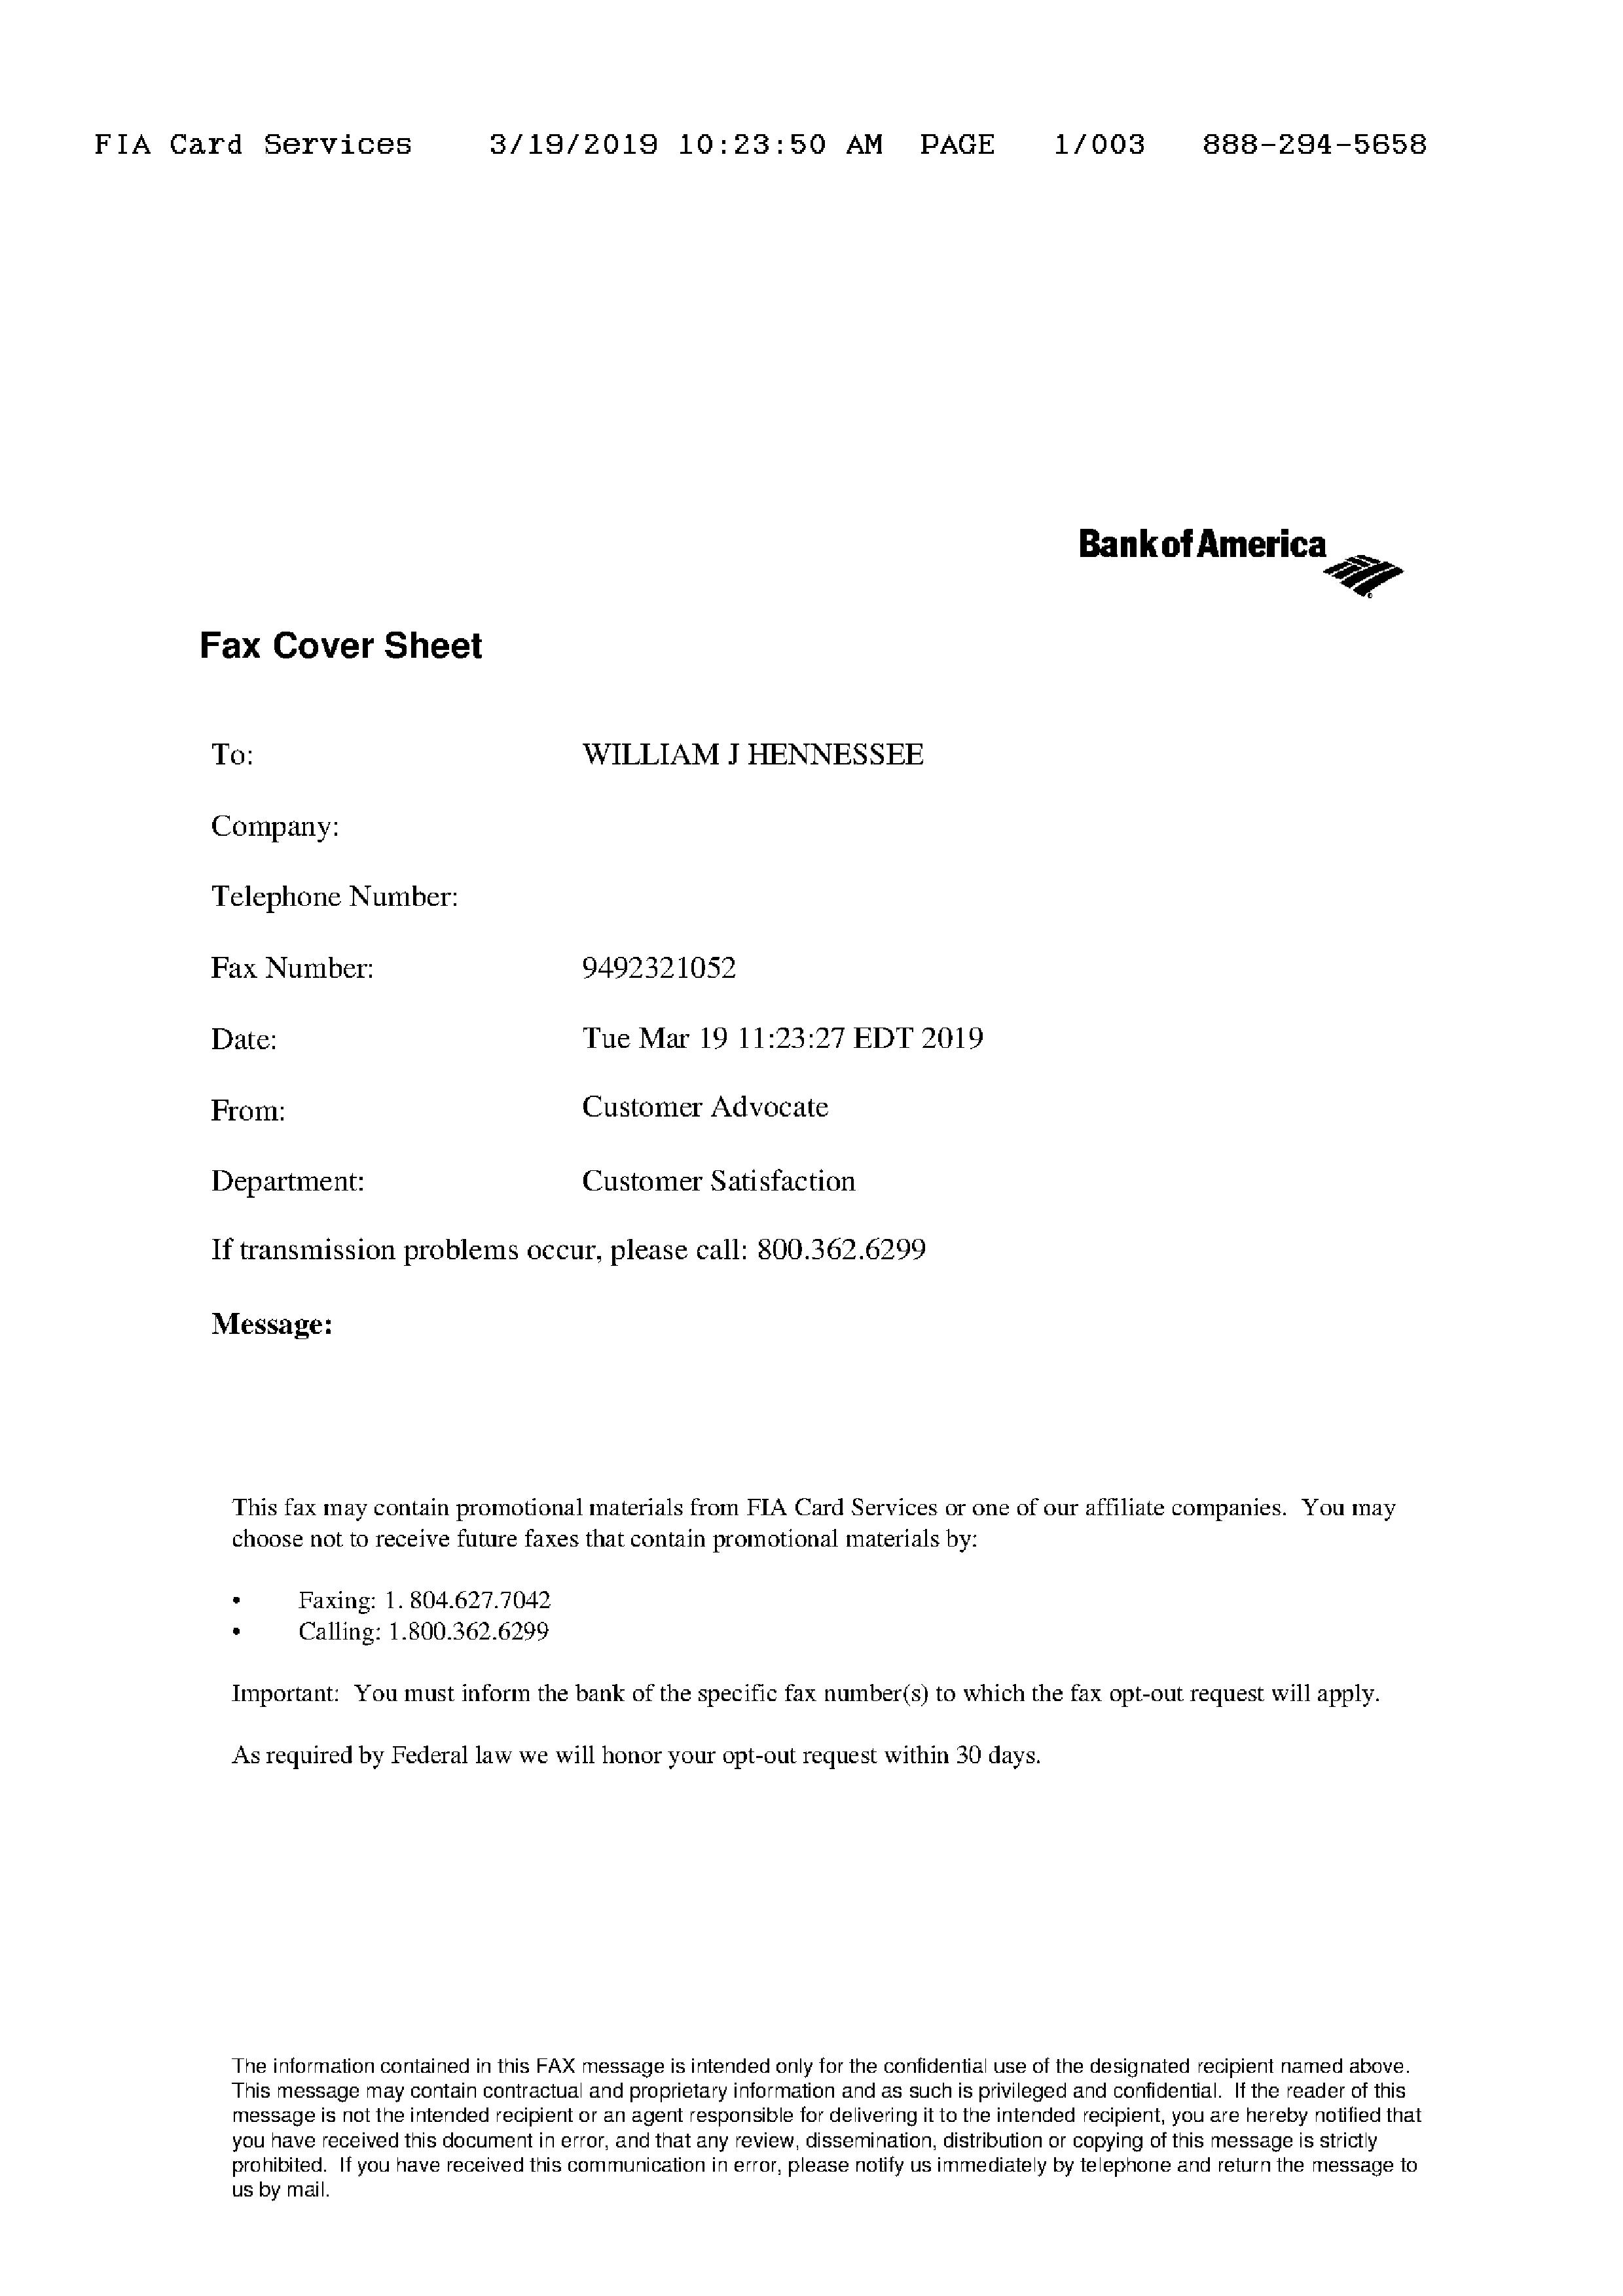 FIA Card Services 3/19/2019 10:23:50 AM PAGE 1/003 888-294-5658
Bank of America
Fax Cover Sheet
To: WILLIAM J HENNESSEE
Company:
Telephone Number:
Fax Number: 9492321052
Date: Tue Mar 19 11:23:27 EDT 2019
From: Customer Advocate
Department: Customer Satisfaction
If transmission problems occur, please call: 800.362.6299
Message:
This fax may contain promotional materials from FIA Card Services or one of our affiliate companies. You may
choose not to receive future faxes that contain promotional materials by:
• Faxing: 1. 804.627.7042
• Calling: 1.800.362.6299
Important: You must inform the bank of the specific fax number(s) to which the fax opt-out request will apply.
As required by Federal law we will honor your opt-out request within 30 days.
The information contained in this FAX message is intended only for the confidential use of the designated recipient named above.
This message may contain contractual and proprietary information and as such is privileged and confidential. If the reader of this
message is not the intended recipient or an agent responsible for delivering it to the intended recipient, you are hereby notified that
you have received this document in error, and that any review, dissemination, distribution or copying of this message is strictly
prohibited. If you have received this communication in error, please notify us immediately by telephone and return the message to
us by mail.